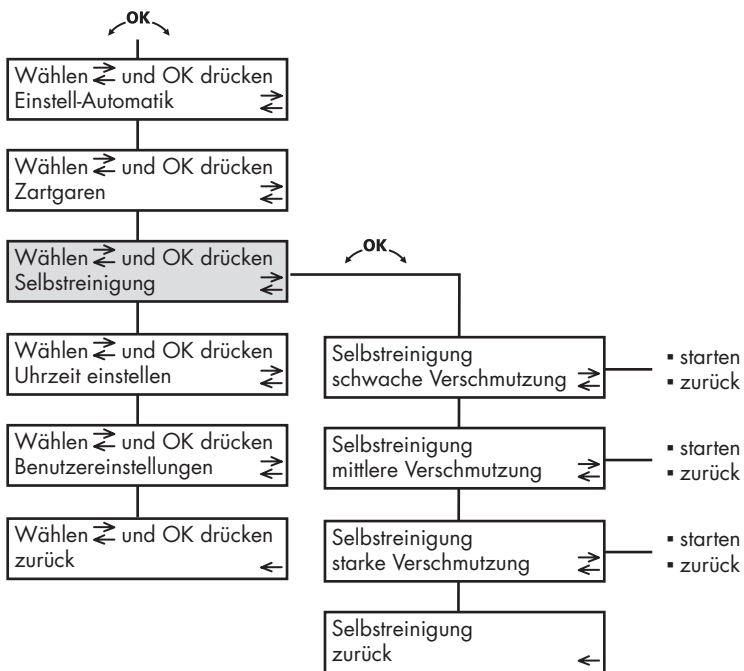 OK
Wählen ⇄ und OK drücken
Einstell-Automatik ⇄
Wählen ⇄ und OK drücken
Zartgaren ⇄
Wählen ⇄ und OK drücken
Selbstreinigung ⇄
OK
Wählen ⇄ und OK drücken
Uhrzeit einstellen ⇄
Wählen ⇄ und OK drücken
Benutzereinstellungen ⇄
Wählen ⇄ und OK drücken
zurück ←
Selbstreinigung
schwache Verschmutzung ⇄
▪ starten
▪ zurück
Selbstreinigung
mittlere Verschmutzung ⇄
▪ starten
▪ zurück
Selbstreinigung
starke Verschmutzung ⇄
▪ starten
▪ zurück
Selbstreinigung
zurück ←